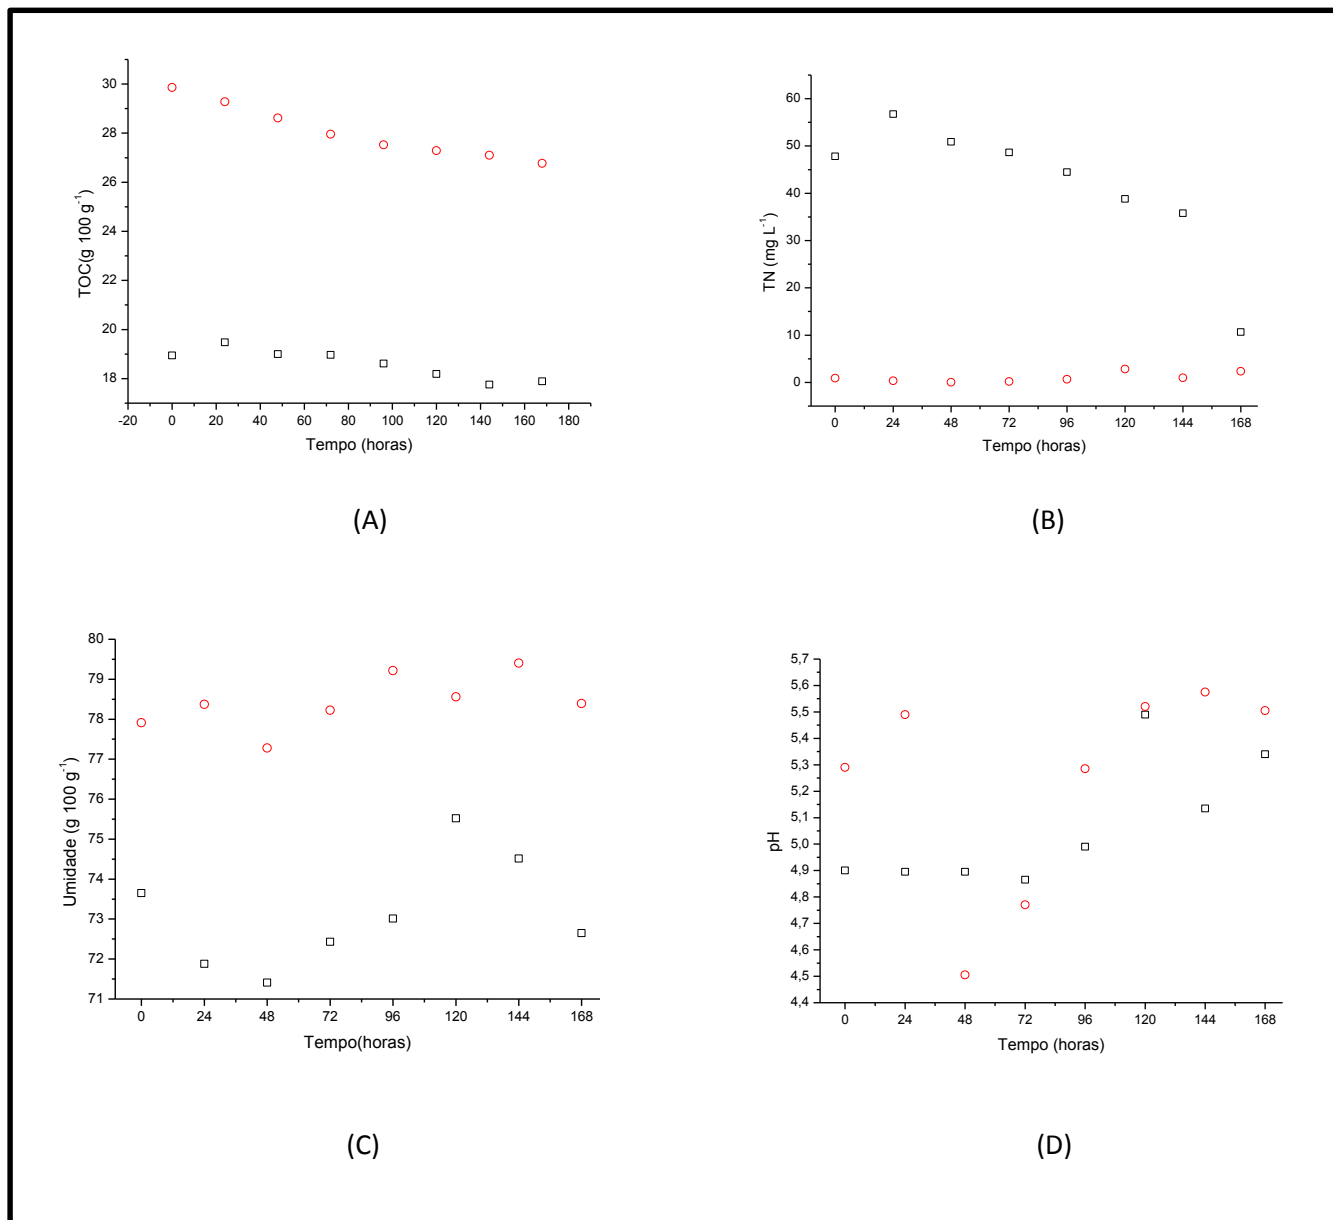 30
28
26
24
22
20
18
TOC(g 100 g⁻¹)
-20 0 20 40 60 80 100 120 140 160 180
Tempo (horas)
(A)
60
50
40
30
20
10
0
TN (mg L⁻¹)
0 24 48 72 96 120 144 168
Tempo (horas)
(B)
80
79
78
77
76
75
74
73
72
71
Umidade (g 100 g⁻¹)
0 24 48 72 96 120 144 168
Tempo(horas)
(C)
5,7
5,6
5,5
5,4
5,3
5,2
5,1
5,0
4,9
4,8
4,7
4,6
4,5
4,4
pH
0 24 48 72 96 120 144 168
Tempo (horas)
(D)